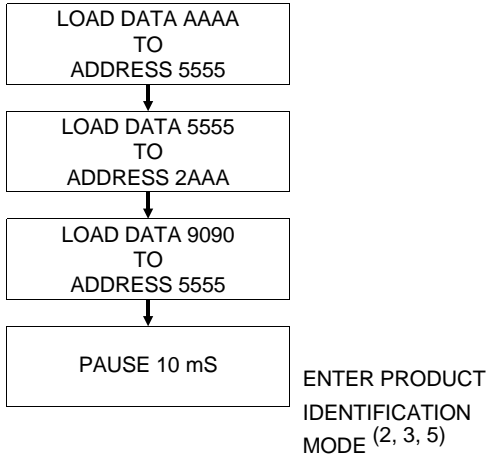 LOAD DATA AAAA
TO
ADDRESS 5555
LOAD DATA 5555
TO
ADDRESS 2AAA
LOAD DATA 9090
TO
ADDRESS 5555
PAUSE 10 mS
ENTER PRODUCT
IDENTIFICATION
MODE (2, 3, 5)